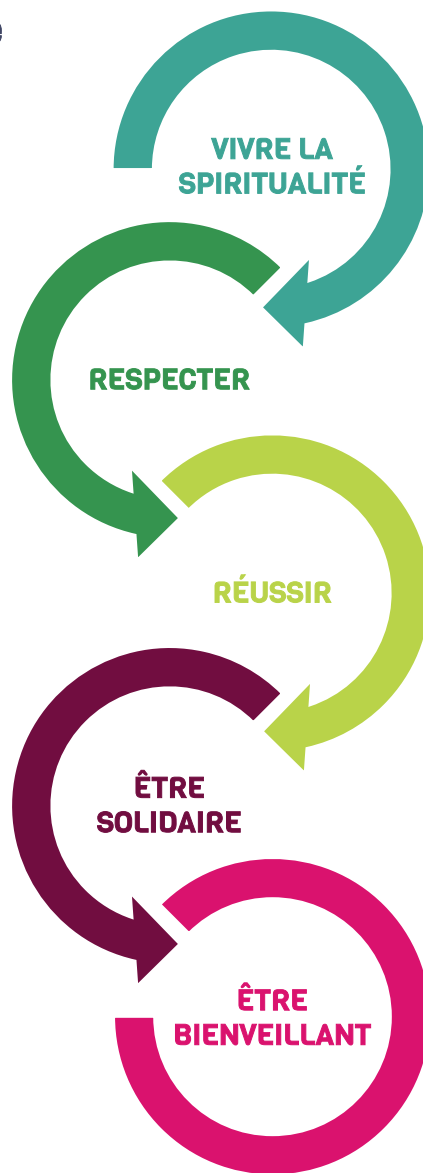 e
VIVRE LA
SPIRITUALITÉ
RESPECTER
RÉUSSIR
ÊTRE
SOLIDAIRE
ÊTRE
BIENVEILLANT